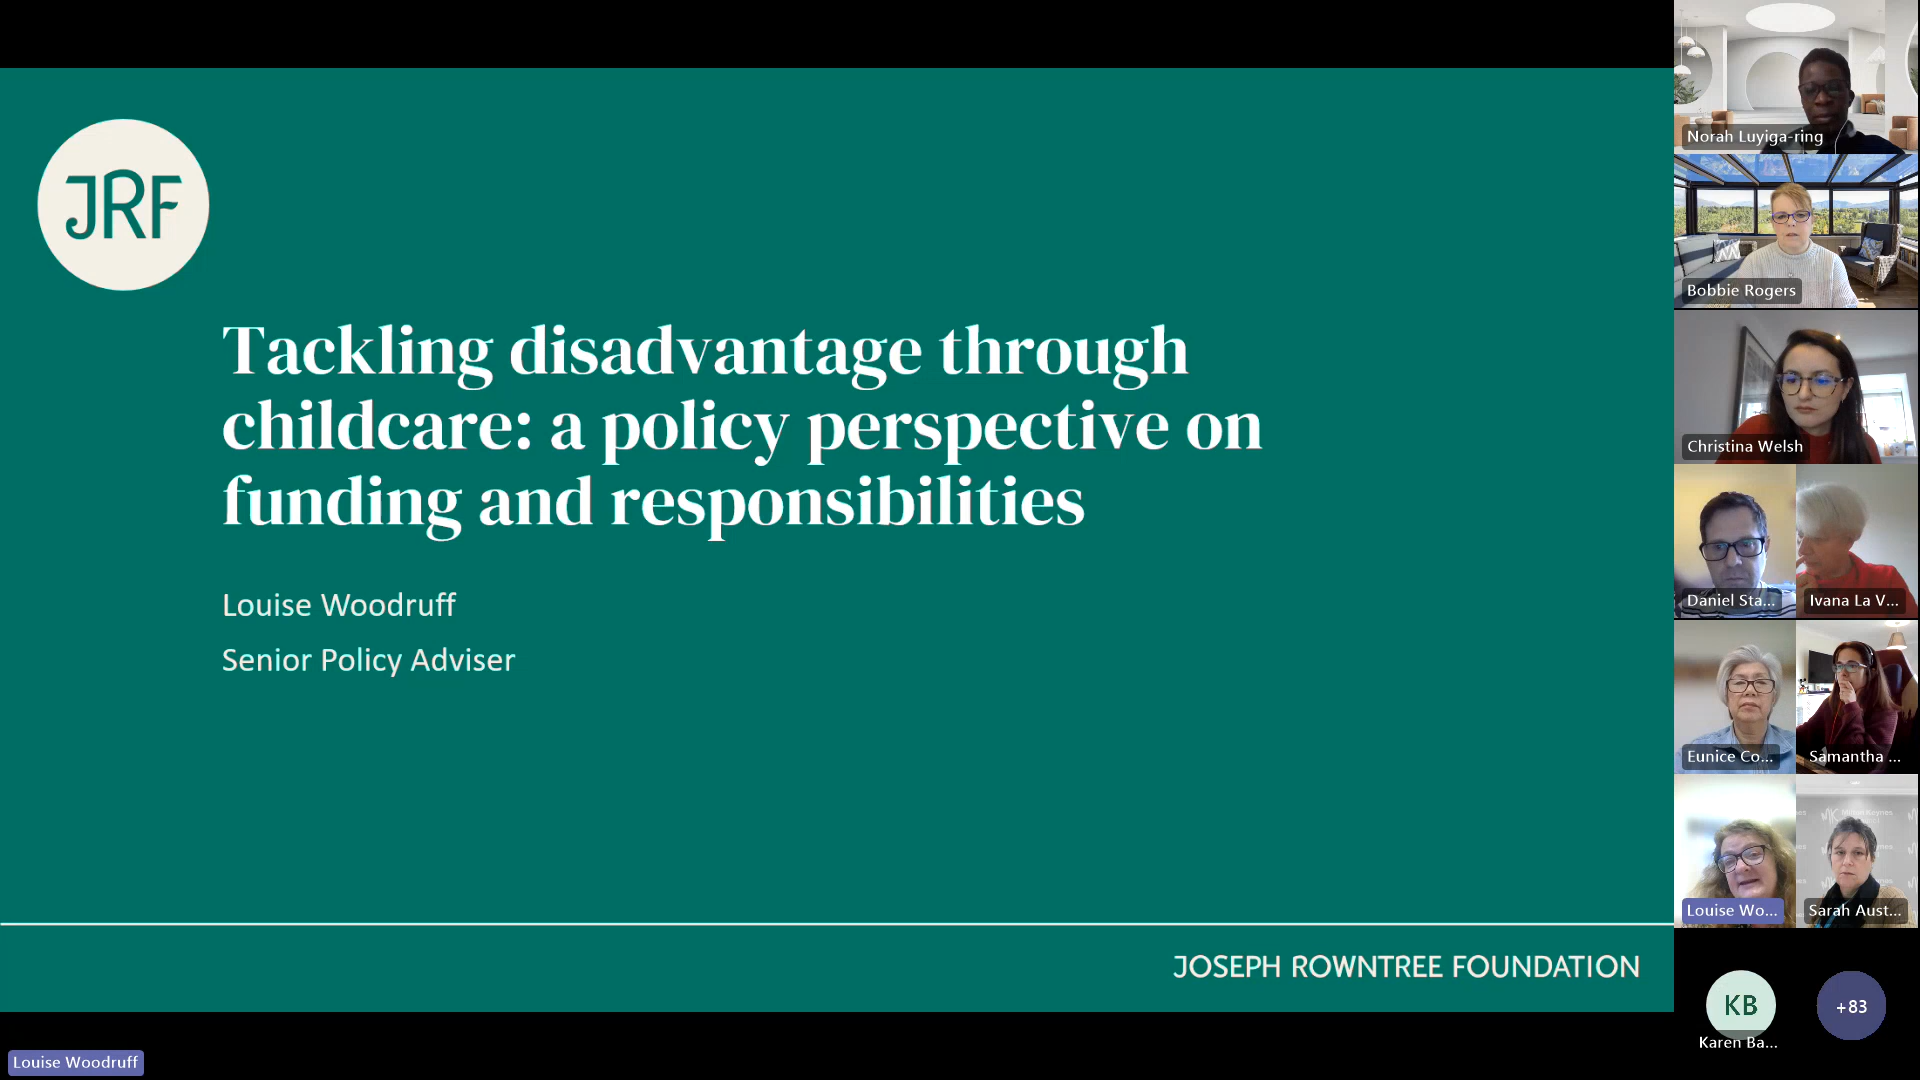 JRF
Tackling disadvantage through
childcare: a policy perspective on
funding and responsibilities
Louise Woodruff
Senior Policy Adviser
JOSEPH ROWNTREE FOUNDATION
Louise Woodruff
Norah Luyiga-ring
Bobbie Rogers
Christina Welsh
Daniel Sta...
Ivana La V...
Eunice Co...
Samantha ...
Louise Wo...
Sarah Aust...
KB
Karen Ba...
+83